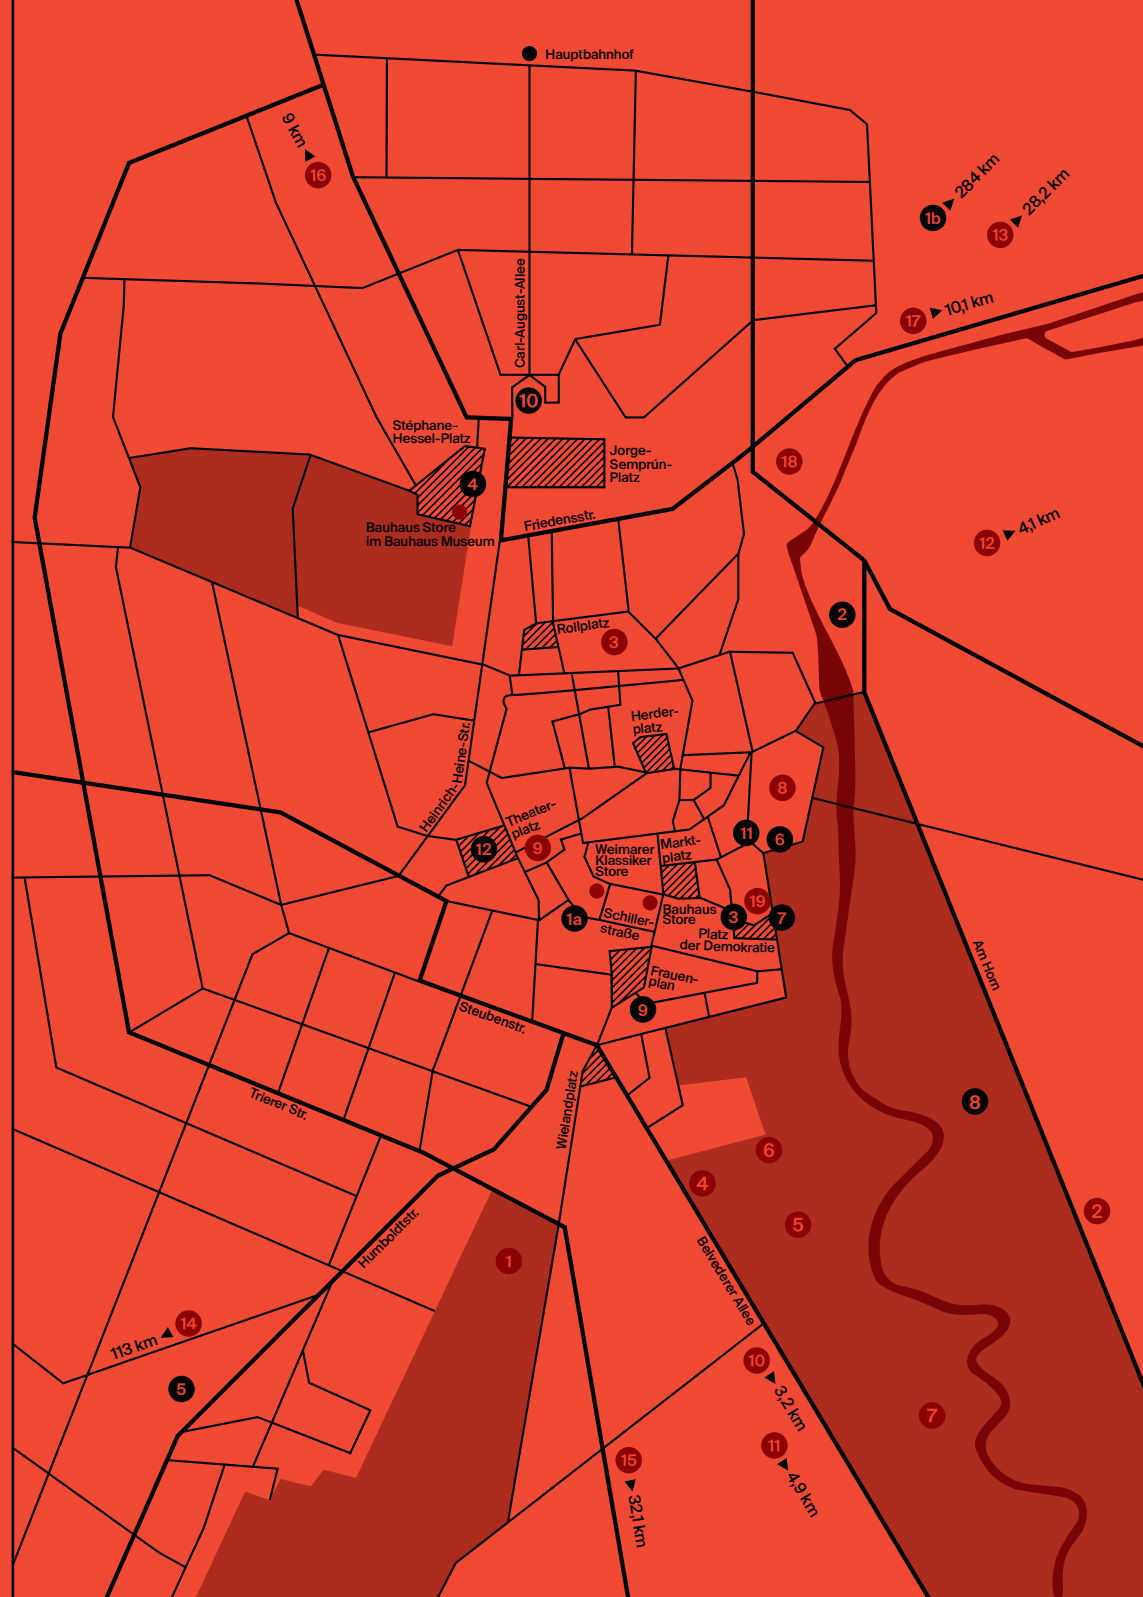 Hauptbahnhof
9 km
16
1b
284 km
13
28,2 km
17
10,1 km
Carl-August-Allee
10
Stéphane-
Hessel-Platz
4
Jorge-
Semprún-
Platz
18
Bauhaus Store
im Bauhaus Museum
Friedensstr.
12
4,1 km
2
Rollplatz
3
Herder-
platz
Heinrich-Heine-Str.
8
Theater-
platz
12
9
Weimarer
Klassiker
Store
Markt-
platz
11
6
1a
Schiller-
straße
Bauhaus
Store
3
19
7
Platz
der Demokratie
Frauen-
plan
9
Am Horn
Steubenstr.
Trierer Str.
Wielandplatz
8
6
4
5
2
Humboldtstr.
1
Belvederer Allee
14
113 km
5
10
3,2 km
7
11
4,9 km
15
32,1 km